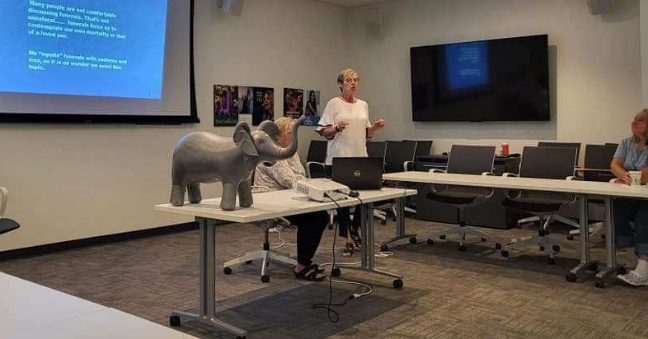 Many people are not comfortable
discussing their funerals. That's not
unnatural...... funerals force us to
contemplate our own mortality or that
of a loved one.
We "equate" funerals with sadness and
loss, so it is no wonder we avoid this
topic.